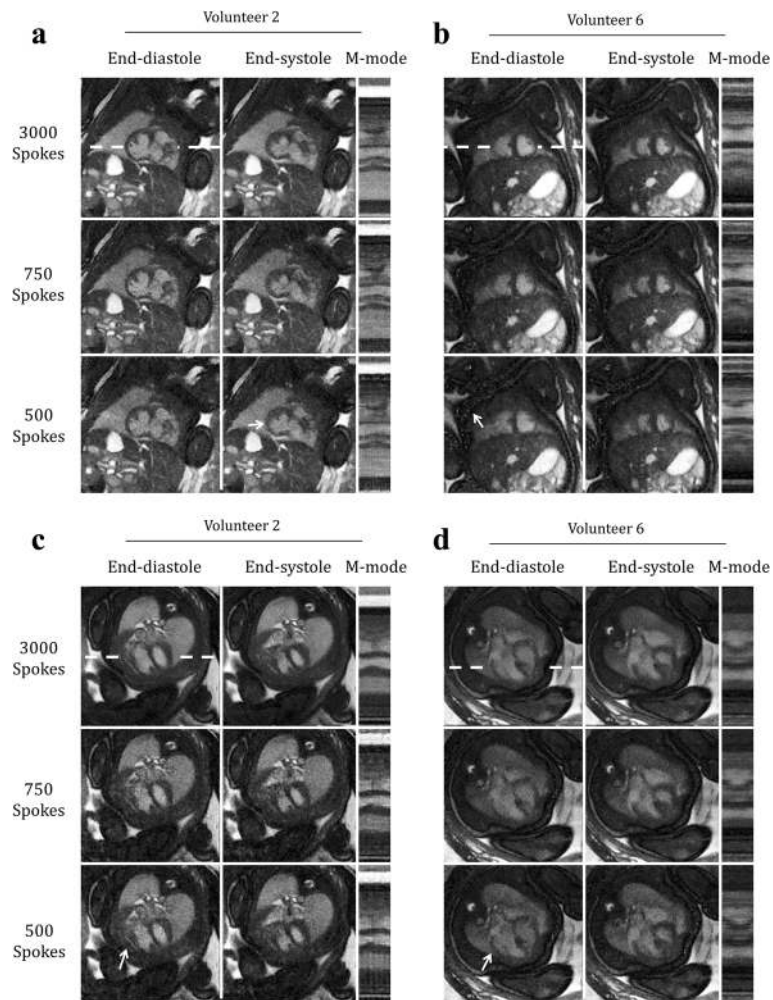 a
Volunteer 2
End-diastole End-systole M-mode
3000
Spokes
750
Spokes
500
Spokes
b
Volunteer 6
End-diastole End-systole M-mode
c
Volunteer 2
End-diastole End-systole M-mode
3000
Spokes
750
Spokes
500
Spokes
d
Volunteer 6
End-diastole End-systole M-mode